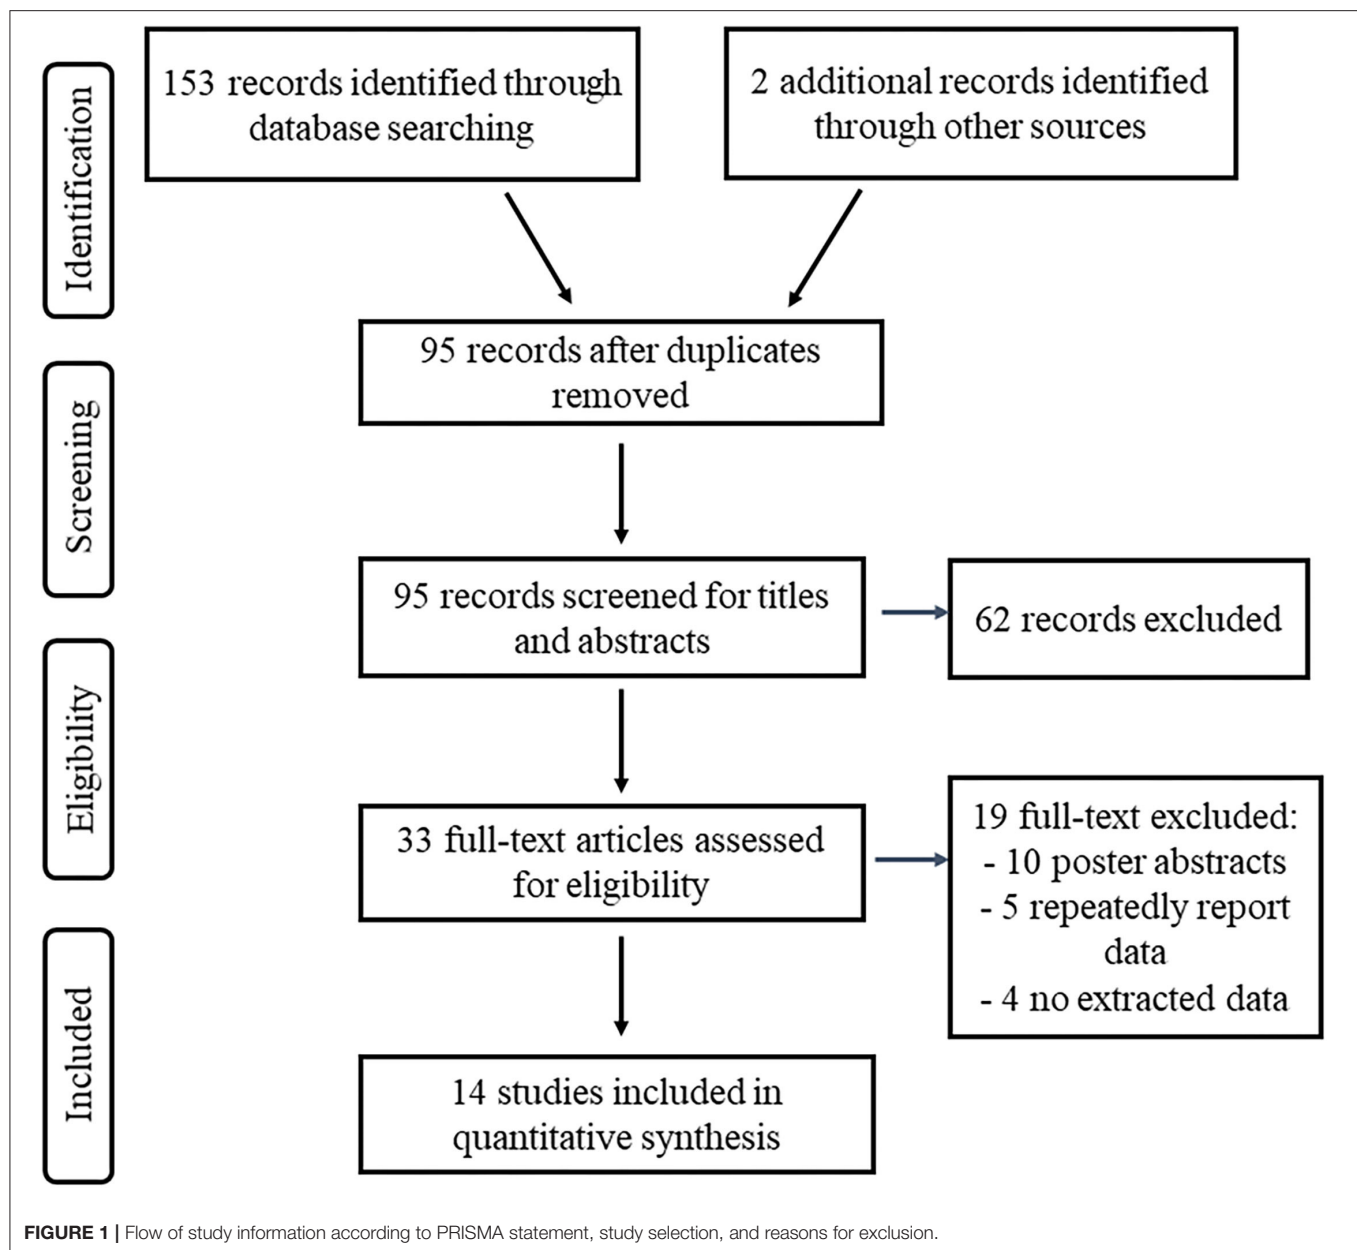 Identification
153 records identified through
database searching
2 additional records identified
through other sources
95 records after duplicates
removed
Screening
95 records screened for titles
and abstracts
62 records excluded
Eligibility
33 full-text articles assessed
for eligibility
19 full-text excluded:
- 10 poster abstracts
- 5 repeatedly report
data
- 4 no extracted data
Included
14 studies included in
quantitative synthesis
FIGURE 1 | Flow of study information according to PRISMA statement, study selection, and reasons for exclusion.